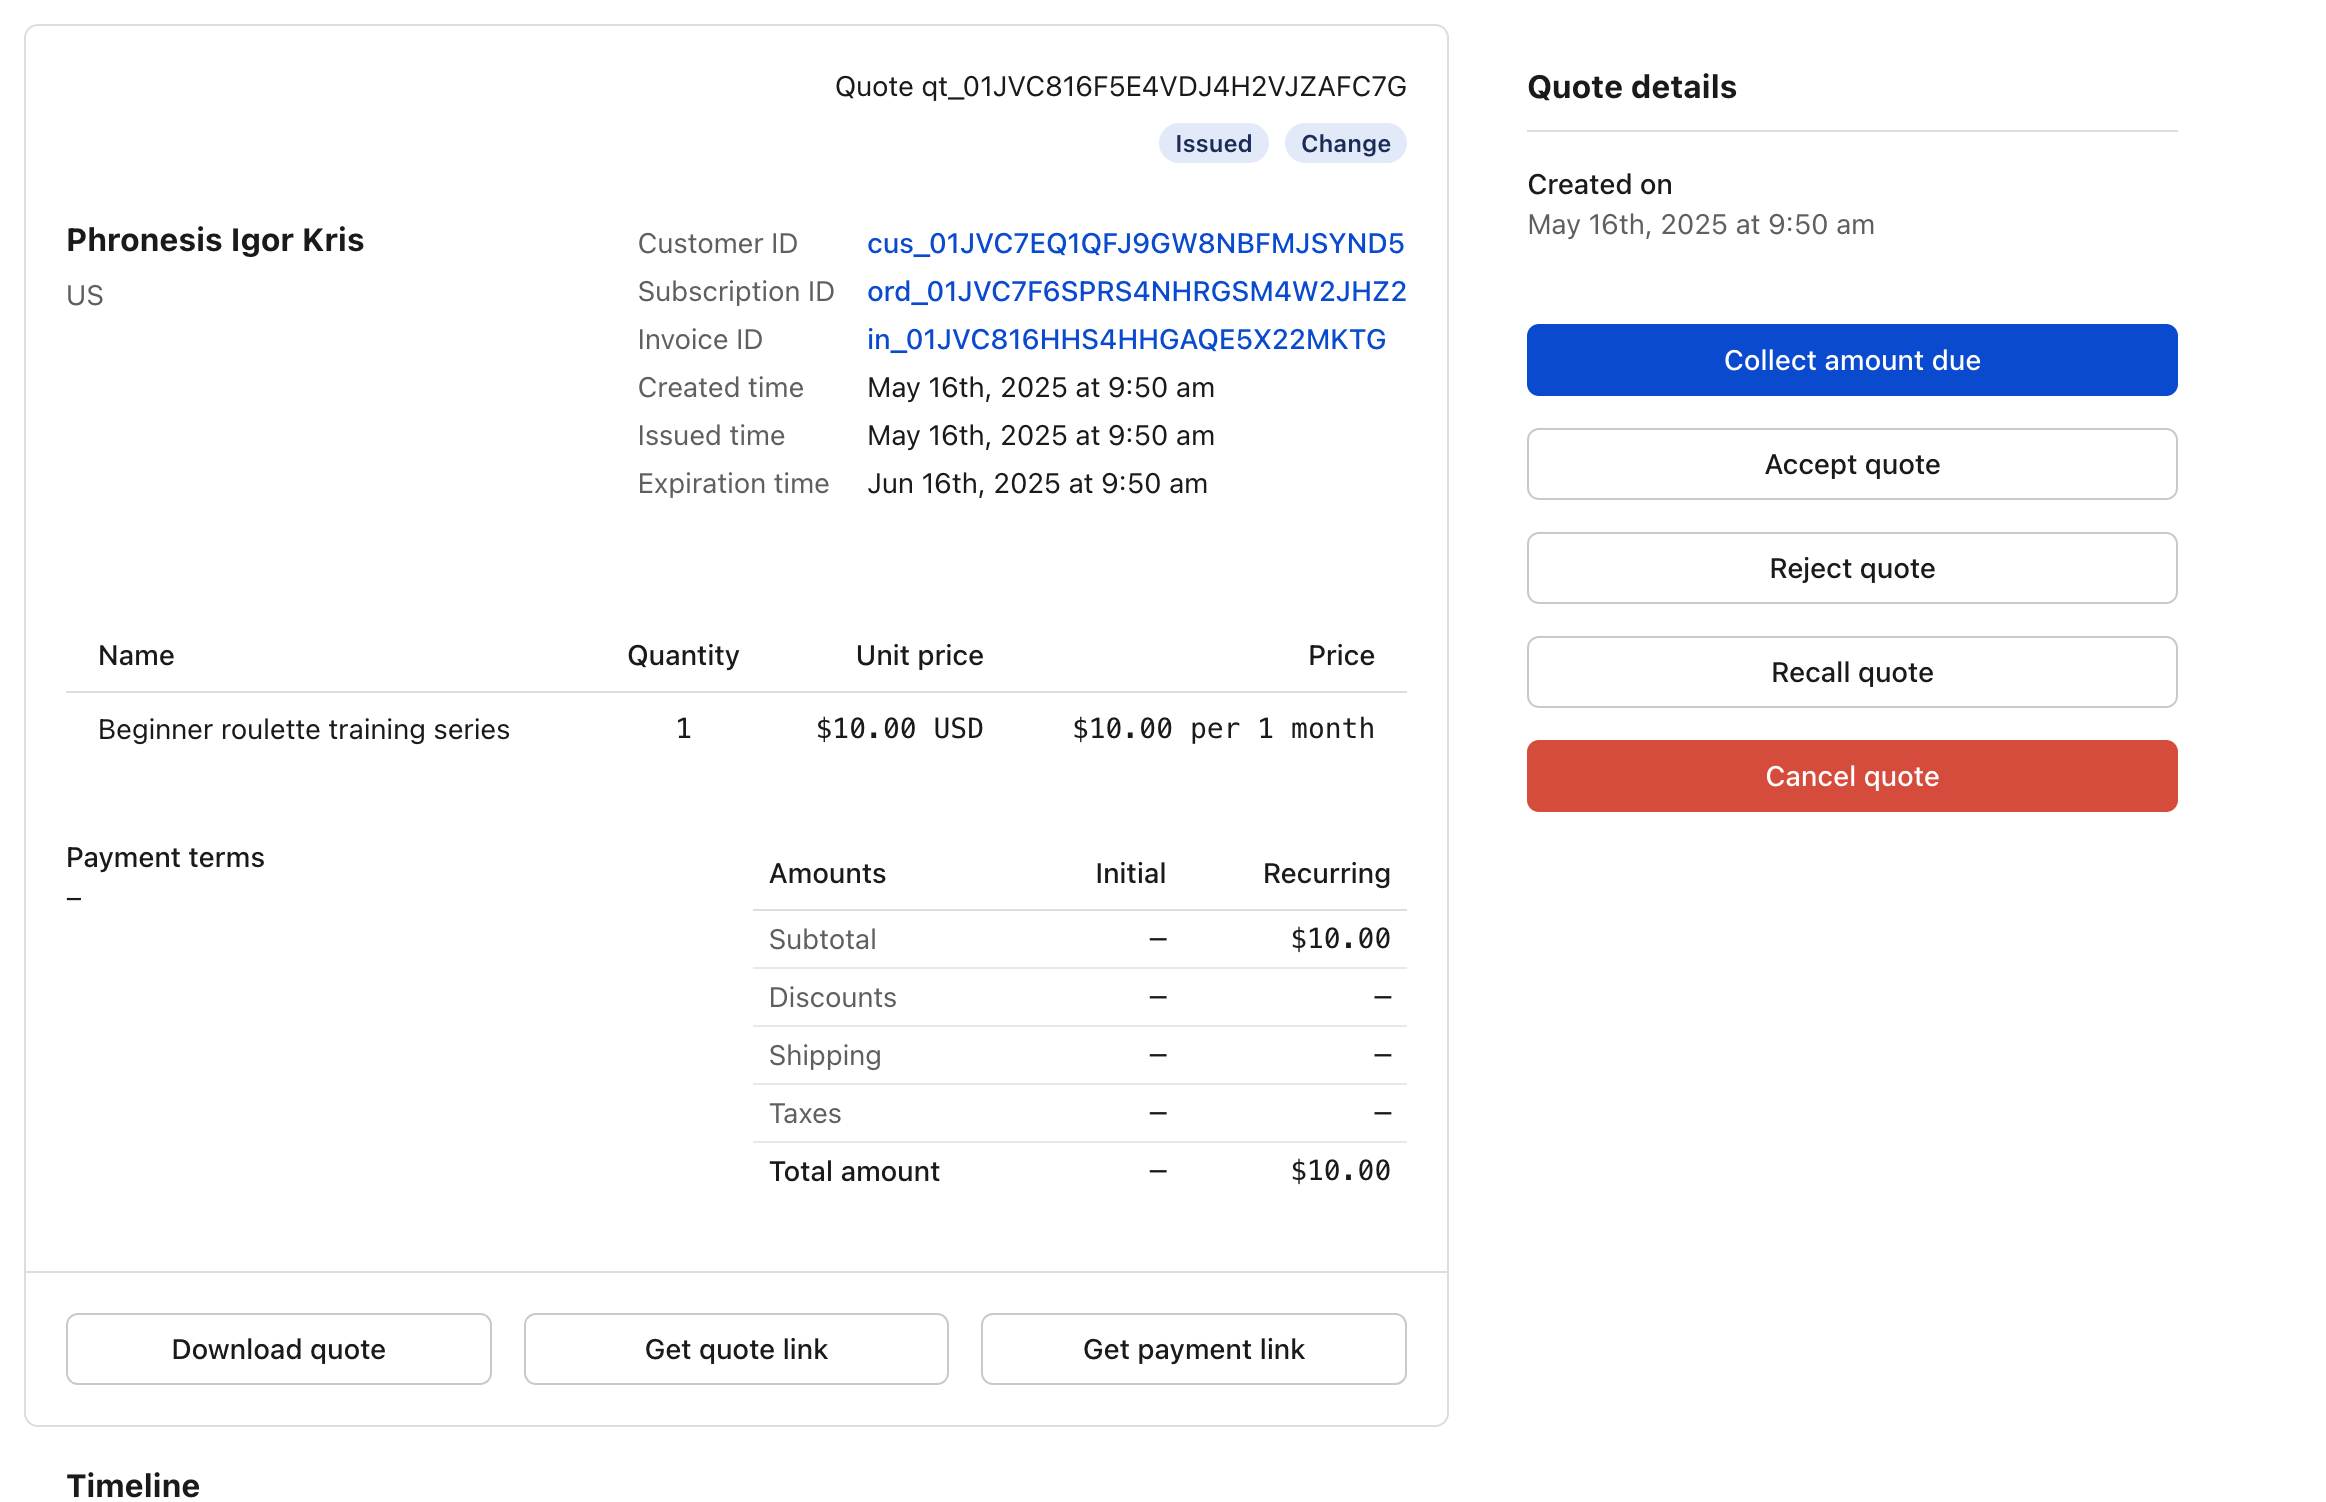 Quote qt_01JVC816F5E4VDJ4H2VJZAFC7G
Issued Change
Phronesis Igor Kris
US
Customer ID cus_01JVC7EQ1QFJ9GW8NBFMJSYND5
Subscription ID ord_01JVC7F6SPRS4NHRGSM4W2JHZ2
Invoice ID in_01JVC816HHS4HHGAQE5X22MKTG
Created time May 16th, 2025 at 9:50 am
Issued time May 16th, 2025 at 9:50 am
Expiration time Jun 16th, 2025 at 9:50 am
Name Quantity Unit price Price
Beginner roulette training series 1 $10.00 USD $10.00 per 1 month
Payment terms
–
Amounts Initial Recurring
Subtotal – $10.00
Discounts – –
Shipping – –
Taxes – –
Total amount – $10.00
Download quote Get quote link Get payment link
Timeline
Quote details
Created on
May 16th, 2025 at 9:50 am
Collect amount due
Accept quote
Reject quote
Recall quote
Cancel quote